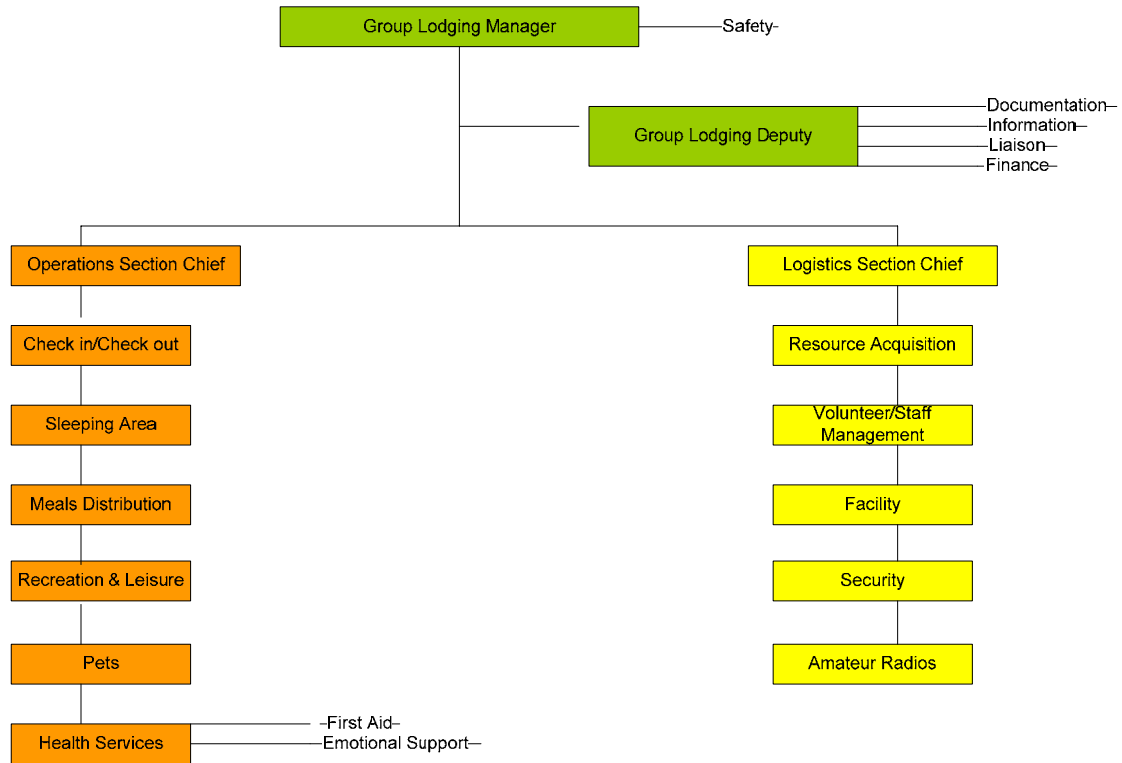 Group Lodging Manager
Safety
Group Lodging Deputy
Documentation
Information
Liaison
Finance
Operations Section Chief
Check in/Check out
Sleeping Area
Meals Distribution
Recreation & Leisure
Pets
Health Services
First Aid
Emotional Support
Logistics Section Chief
Resource Acquisition
Volunteer/Staff
Management
Facility
Security
Amateur Radios